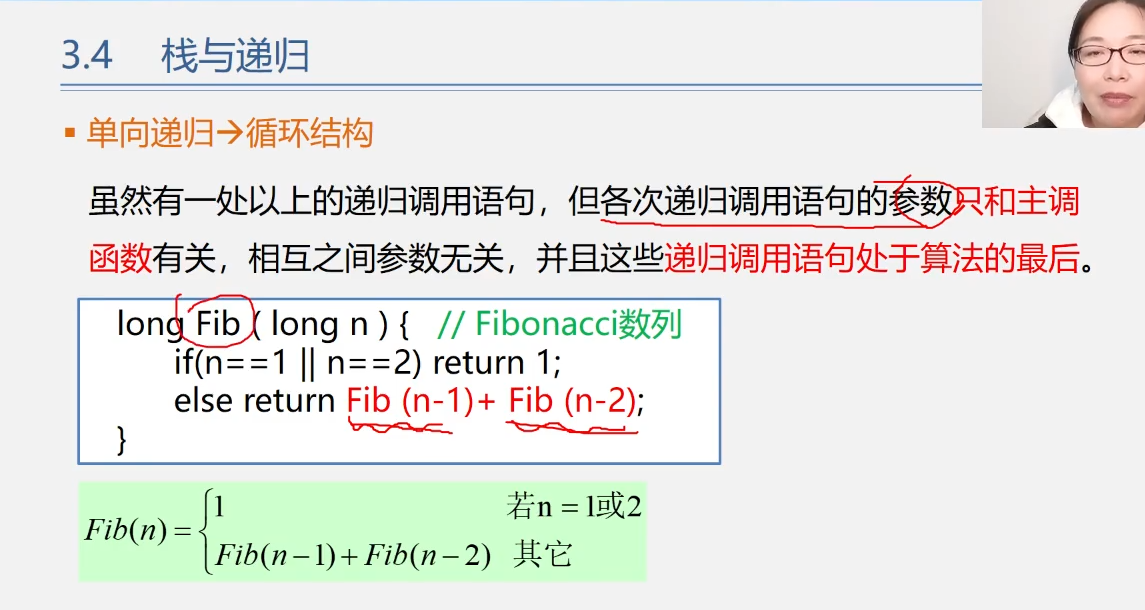 3.4 栈与递归
▪ 单向递归→循环结构
虽然有一处以上的递归调用语句，但各次递归调用语句的参数只和主调
函数有关，相互之间参数无关，并且这些递归调用语句处于算法的最后。
long Fib ( long n ) { // Fibonacci数列
if(n==1 || n==2) return 1;
else return Fib (n-1)+ Fib (n-2);
}
Fib(n) = { 1 若n = 1或2
Fib(n−1)+ Fib(n−2) 其它